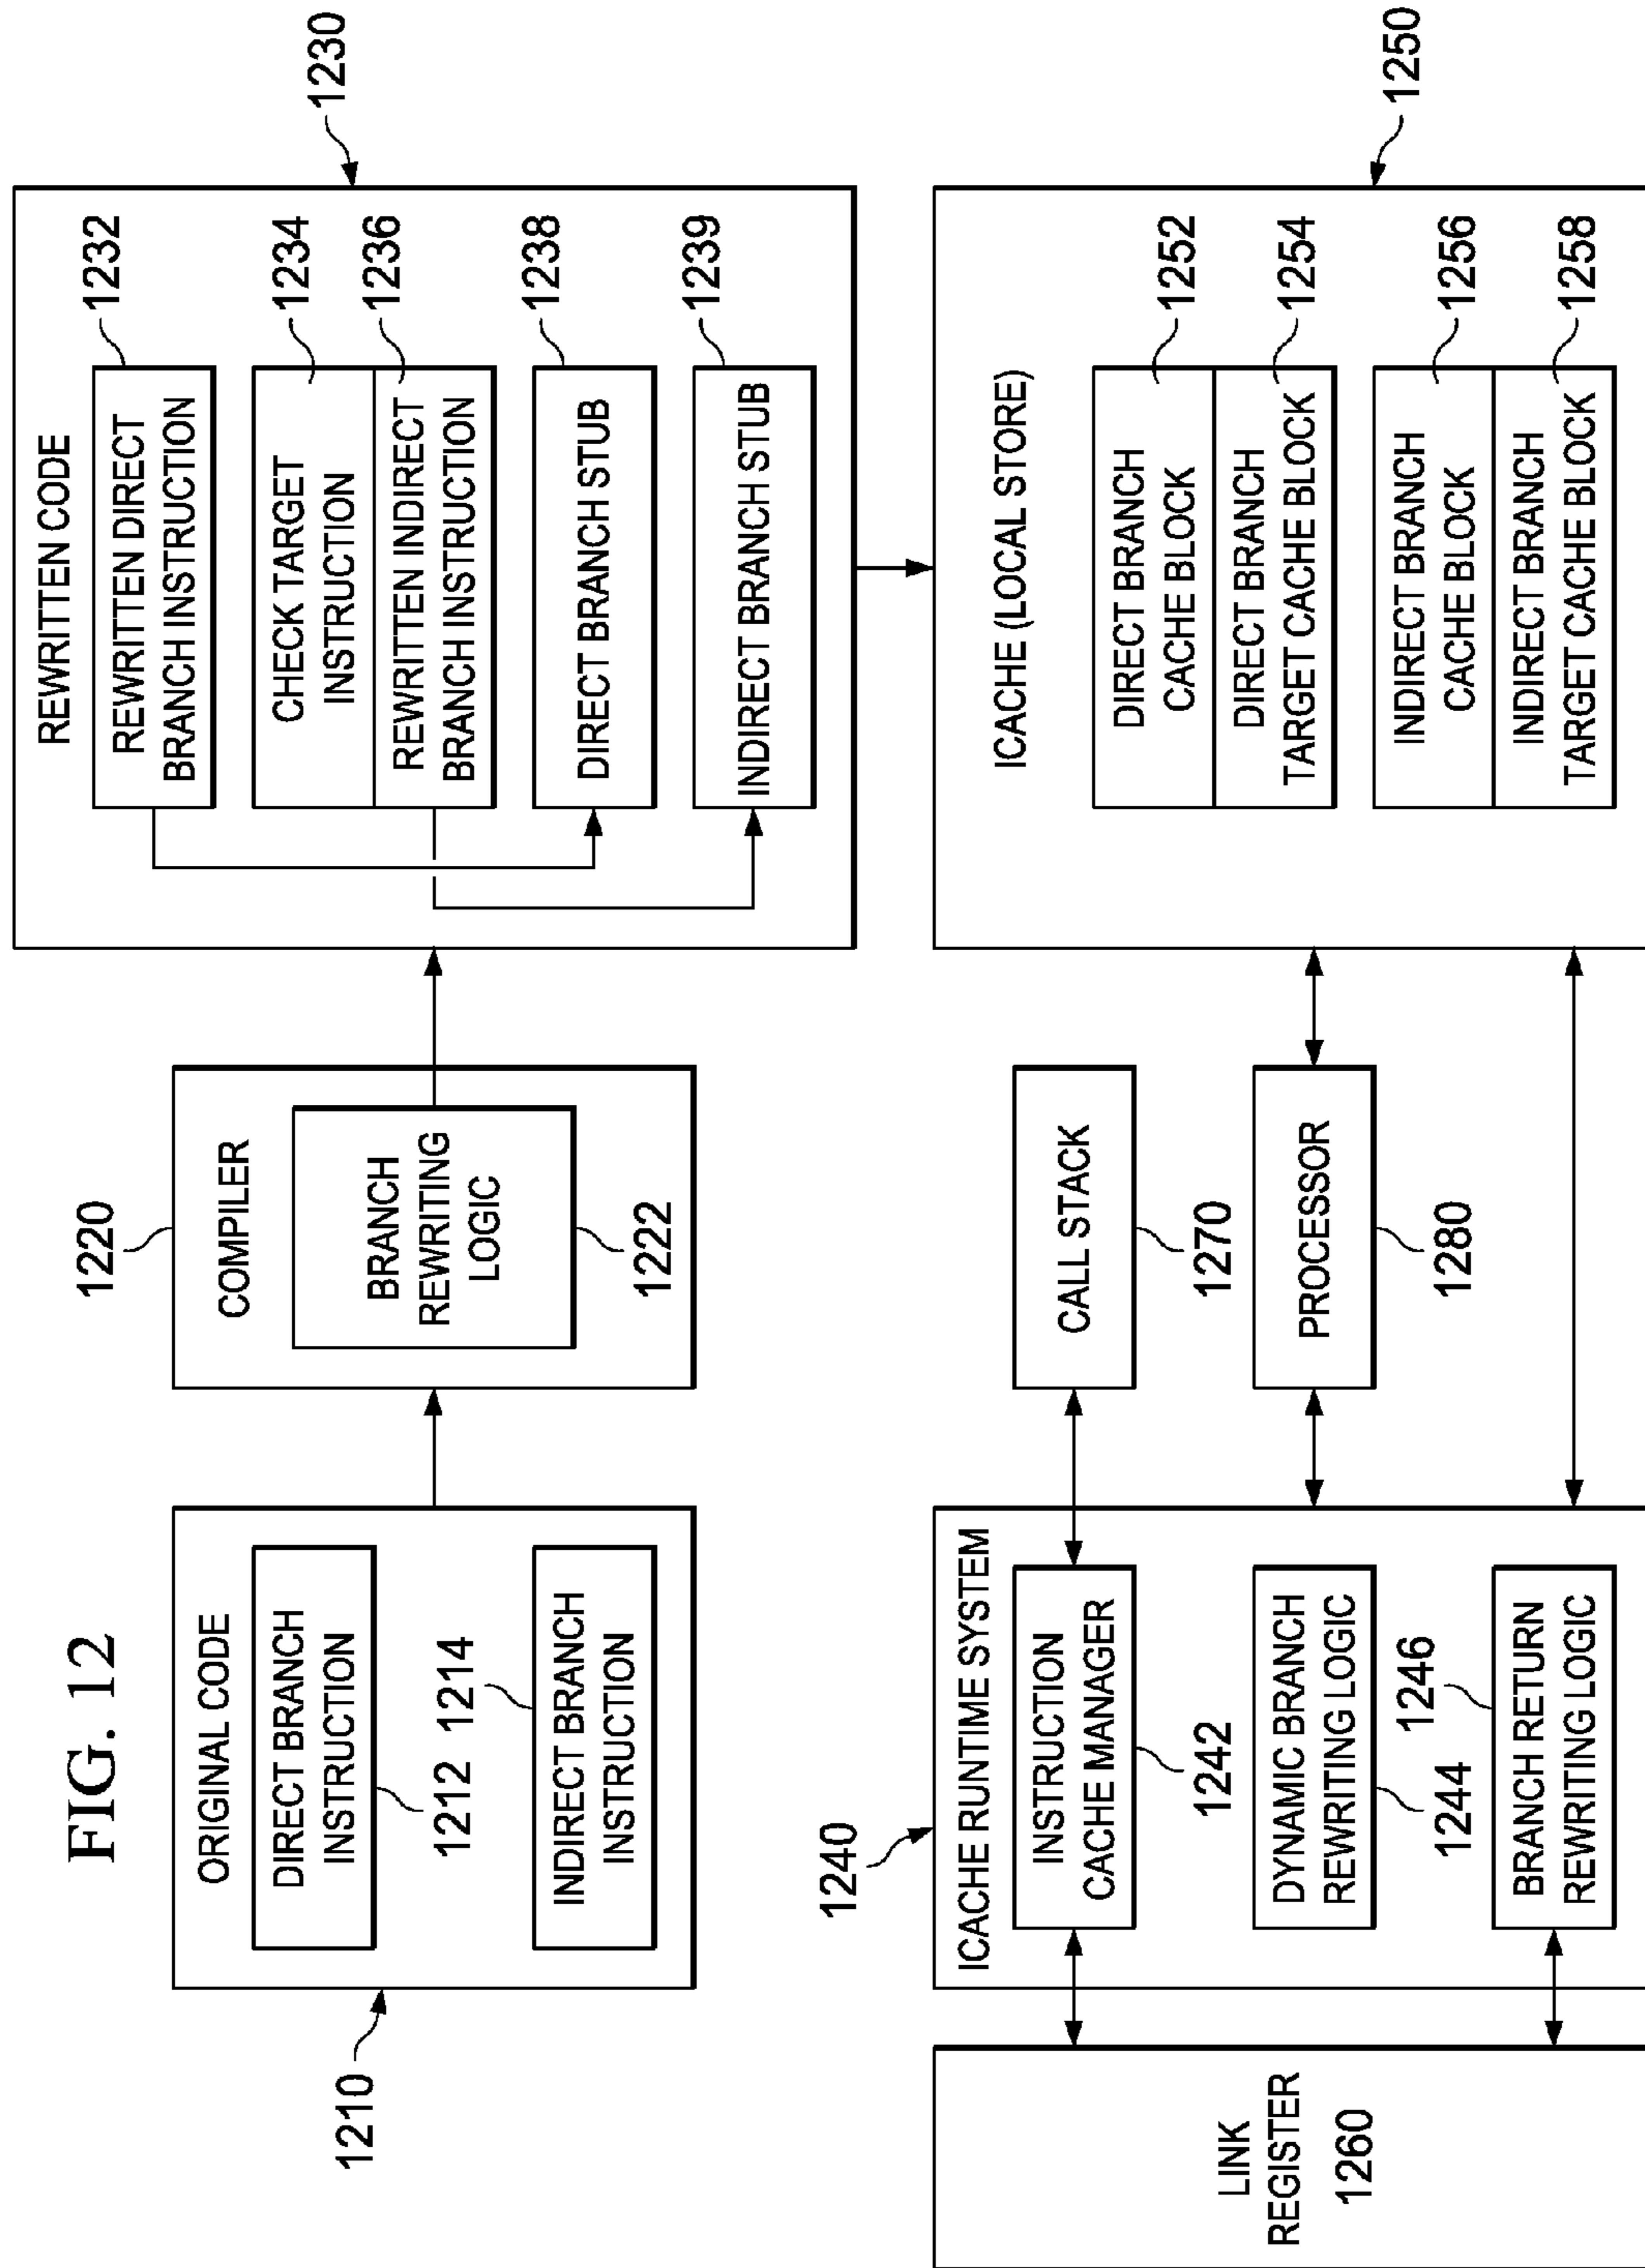 FIG. 12
1210
ORIGINAL CODE
DIRECT BRANCH
INSTRUCTION
1212
1214
INDIRECT BRANCH
INSTRUCTION
1220
COMPILER
BRANCH
REWRITING
LOGIC
1222
1230
REWRITTEN CODE
REWRITTEN DIRECT
BRANCH INSTRUCTION
1232
CHECK TARGET
INSTRUCTION
1234
REWRITTEN INDIRECT
BRANCH INSTRUCTION
1236
DIRECT BRANCH STUB
1238
INDIRECT BRANCH STUB
1239
LINK
REGISTER
1260
1240
ICACHE RUNTIME SYSTEM
INSTRUCTION
CACHE MANAGER
1242
DYNAMIC BRANCH
REWRITING LOGIC
1244
1246
BRANCH RETURN
REWRITING LOGIC
CALL STACK
1270
PROCESSOR
1280
1250
ICACHE (LOCAL STORE)
DIRECT BRANCH
CACHE BLOCK
1252
DIRECT BRANCH
TARGET CACHE BLOCK
1254
INDIRECT BRANCH
CACHE BLOCK
1256
INDIRECT BRANCH
TARGET CACHE BLOCK
1258